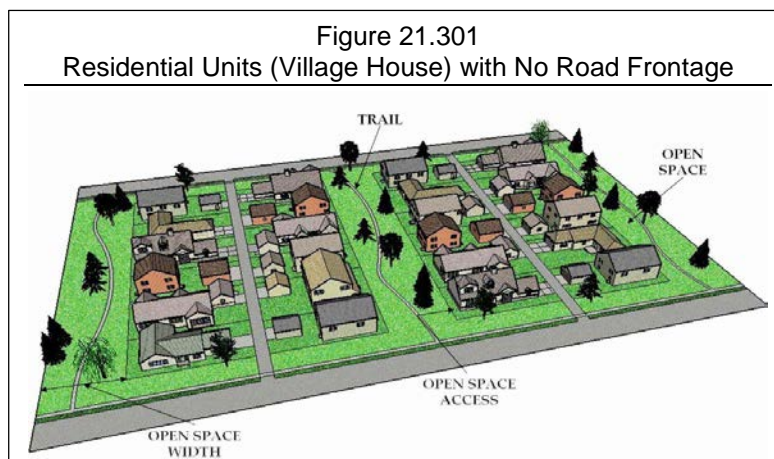 Figure 21.301
Residential Units (Village House) with No Road Frontage
TRAIL
OPEN
SPACE
OPEN SPACE
ACCESS
OPEN SPACE
WIDTH